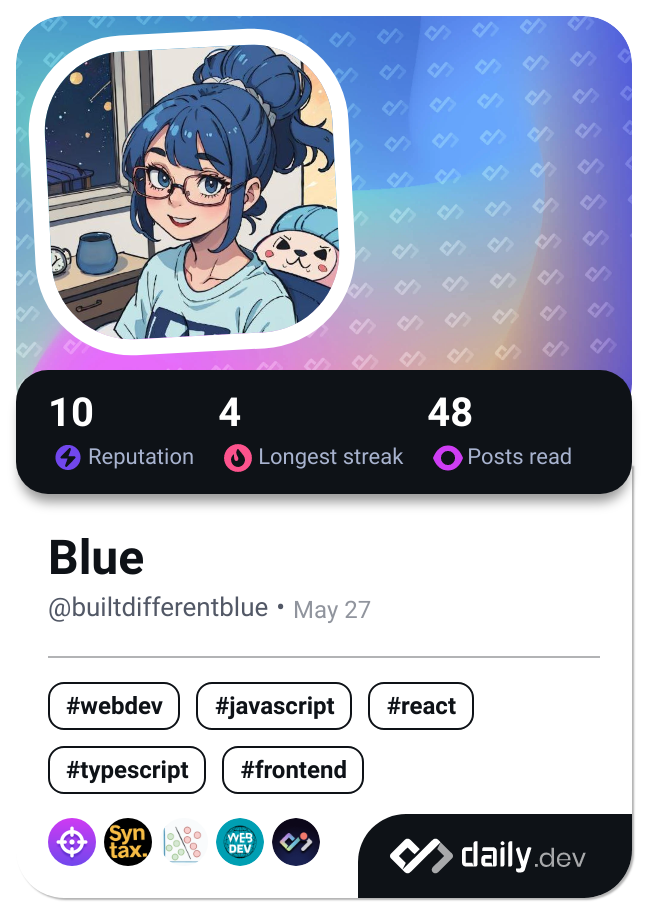 10 4 48
Reputation Longest streak Posts read
Blue
@builtdifferentblue • May 27
#webdev #javascript #react
#typescript #frontend
Syn
tax.
WEB
DEV
daily.dev